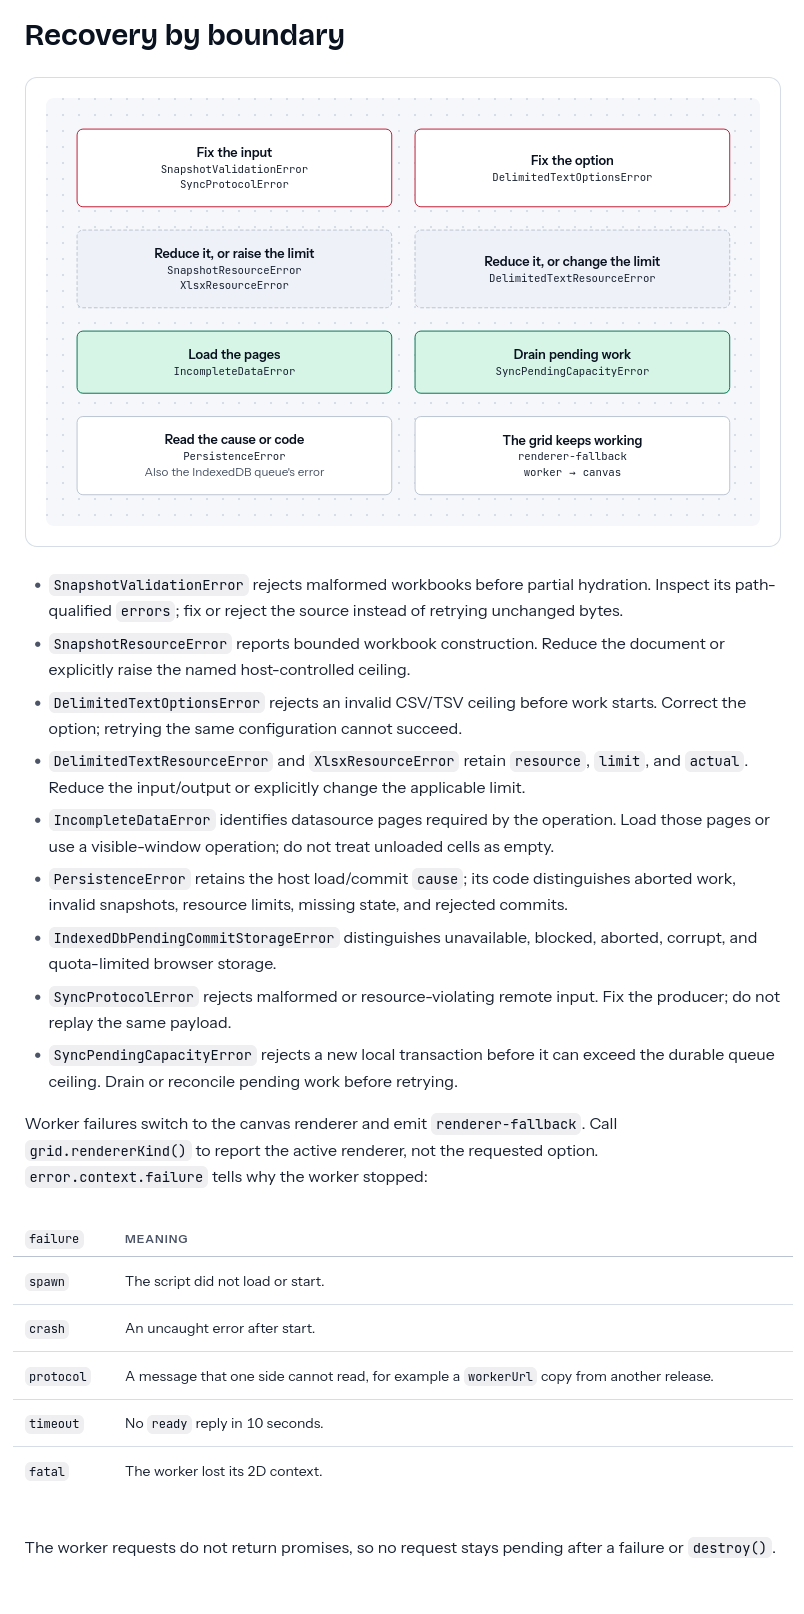 Recovery by boundary
Fix the input
SnapshotValidationError
SyncProtocolError
Fix the option
DelimitedTextOptionsError
Reduce it, or raise the limit
SnapshotResourceError
XlsxResourceError
Reduce it, or change the limit
DelimitedTextResourceError
Load the pages
IncompleteDataError
Drain pending work
SyncPendingCapacityError
Read the cause or code
PersistenceError
Also the IndexedDB queue's error
The grid keeps working
renderer-fallback
worker → canvas
• SnapshotValidationError rejects malformed workbooks before partial hydration. Inspect its path-
qualified errors; fix or reject the source instead of retrying unchanged bytes.
• SnapshotResourceError reports bounded workbook construction. Reduce the document or
explicitly raise the named host-controlled ceiling.
• DelimitedTextOptionsError rejects an invalid CSV/TSV ceiling before work starts. Correct the
option; retrying the same configuration cannot succeed.
• DelimitedTextResourceError and XlsxResourceError retain resource, limit, and actual.
Reduce the input/output or explicitly change the applicable limit.
• IncompleteDataError identifies datasource pages required by the operation. Load those pages or
use a visible-window operation; do not treat unloaded cells as empty.
• PersistenceError retains the host load/commit cause; its code distinguishes aborted work,
invalid snapshots, resource limits, missing state, and rejected commits.
• IndexedDbPendingCommitStorageError distinguishes unavailable, blocked, aborted, corrupt, and
quota-limited browser storage.
• SyncProtocolError rejects malformed or resource-violating remote input. Fix the producer; do not
replay the same payload.
• SyncPendingCapacityError rejects a new local transaction before it can exceed the durable queue
ceiling. Drain or reconcile pending work before retrying.
Worker failures switch to the canvas renderer and emit renderer-fallback. Call
grid.rendererKind() to report the active renderer, not the requested option.
error.context.failure tells why the worker stopped:
failure MEANING
spawn The script did not load or start.
crash An uncaught error after start.
protocol A message that one side cannot read, for example a workerUrl copy from another release.
timeout No ready reply in 10 seconds.
fatal The worker lost its 2D context.
The worker requests do not return promises, so no request stays pending after a failure or destroy().